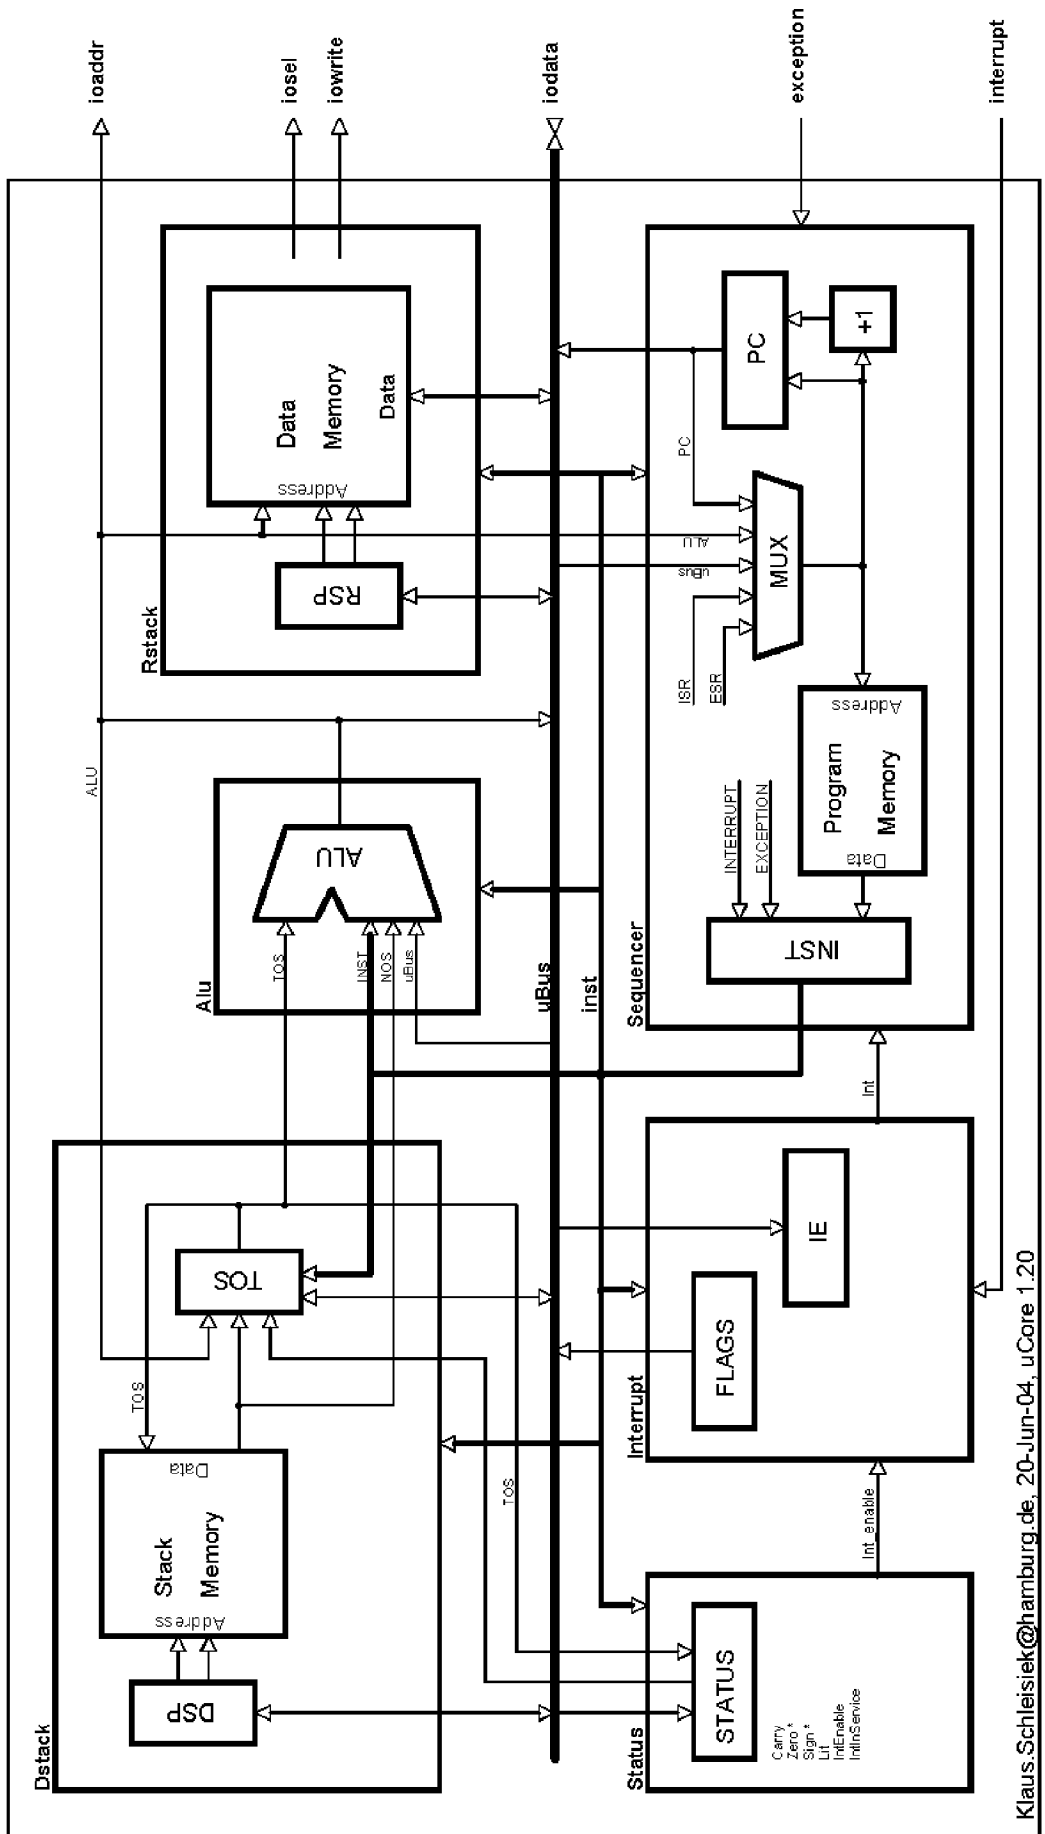 ioaddr
iosel
iowrite
iodata
exception
interrupt
Dstack
DSP
Address
Stack
Memory
Data
TOS
TOS
TOS
ALU
Alu
TOS
INST
NOS
uBus
ALU
Rstack
RSP
Address
Data
Memory
Data
uBus
inst
Status
STATUS
Carry
Zero *
Sign *
Lit
IntEnable
IntInService
Int_enable
Interrupt
FLAGS
IE
Int
Sequencer
INST
INTERRUPT
EXCEPTION
Data
Program
Memory
Address
ISR
ESR
uBus
ALU
PC
MUX
PC
+1
Klaus.Schleisiek@hamburg.de, 20-Jun-04, uCore 1.20